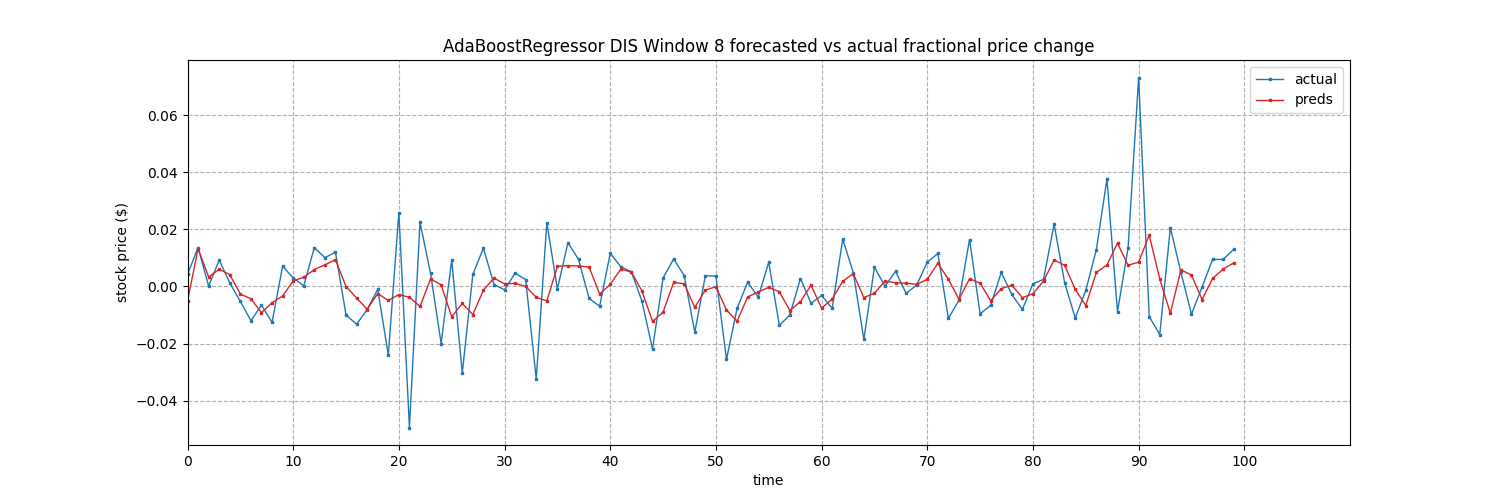 AdaBoostRegressor DIS Window 8 forecasted vs actual fractional price change
actual
preds
0.06
0.04
0.02
0.00
−0.02
−0.04
stock price ($)
0 10 20 30 40 50 60 70 80 90 100
time